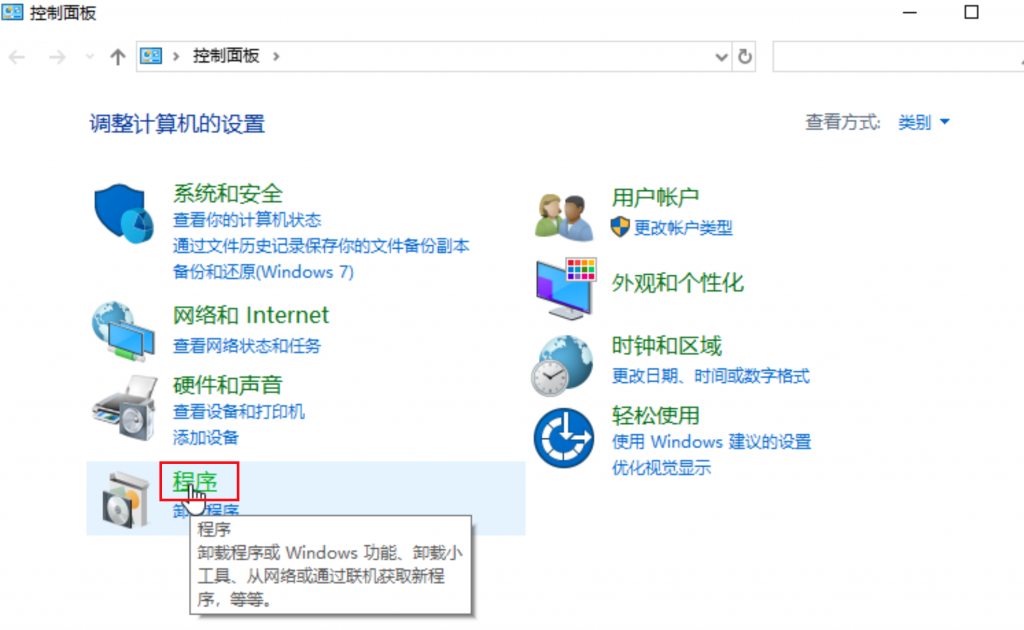 控制面板
控制面板
调整计算机的设置
查看方式: 类别
系统和安全
查看你的计算机状态
通过文件历史记录保存你的文件备份副本
备份和还原(Windows 7)
网络和 Internet
查看网络状态和任务
硬件和声音
查看设备和打印机
添加设备
程序
卸 程序
程序
卸载程序或 Windows 功能、卸载小
工具、从网络或通过联机获取新程
序，等等。
用户帐户
更改帐户类型
外观和个性化
时钟和区域
更改日期、时间或数字格式
轻松使用
使用 Windows 建议的设置
优化视觉显示